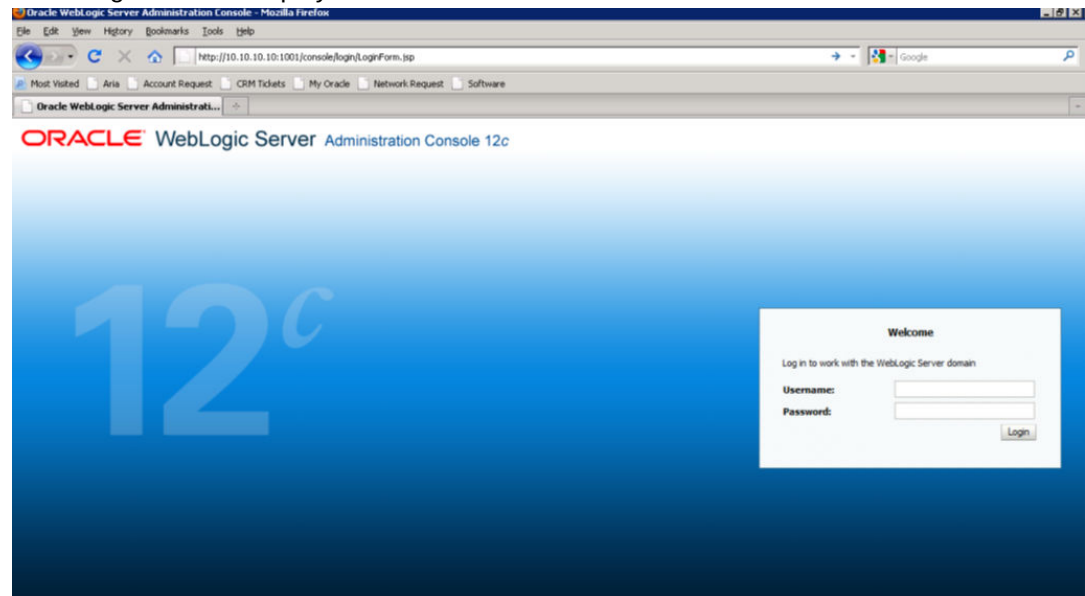 Oracle WebLogic Server Administration Console - Mozilla Firefox
File Edit View History Bookmarks Tools Help
http://10.10.10.10:1001/console/login/LoginForm.jsp
Google
Most Visited Aria Account Request CRM Tickets My Oracle Network Request Software
Oracle WebLogic Server Administrati...
ORACLE WebLogic Server Administration Console 12c
12c
Welcome
Log in to work with the WebLogic Server domain
Username:
Password:
Login